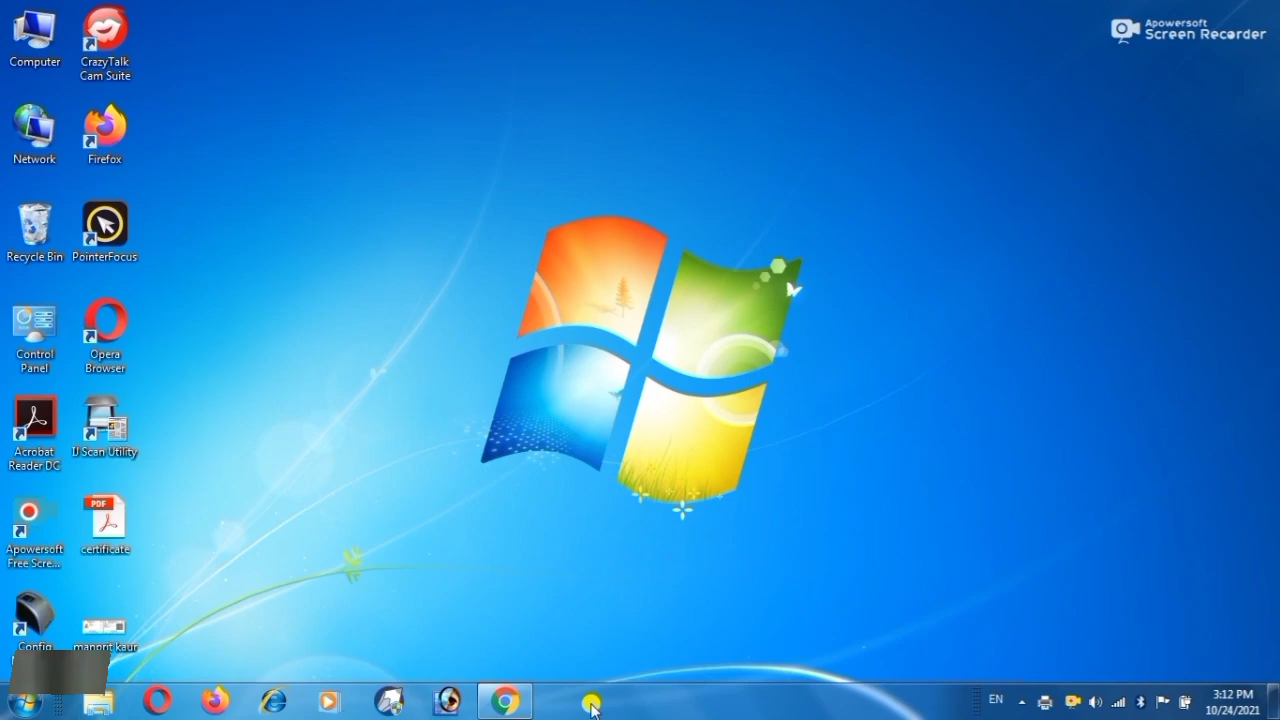 Computer
CrazyTalk
Cam Suite
Apowersoft
Screen Recorder
Network
Firefox
Recycle Bin
PointerFocus
Control
Panel
Opera
Browser
Acrobat
Reader DC
IJ Scan Utility
Apowersoft
Free Scre...
PDF
certificate
Config
manprit kaur
EN
3:12 PM
10/24/2021